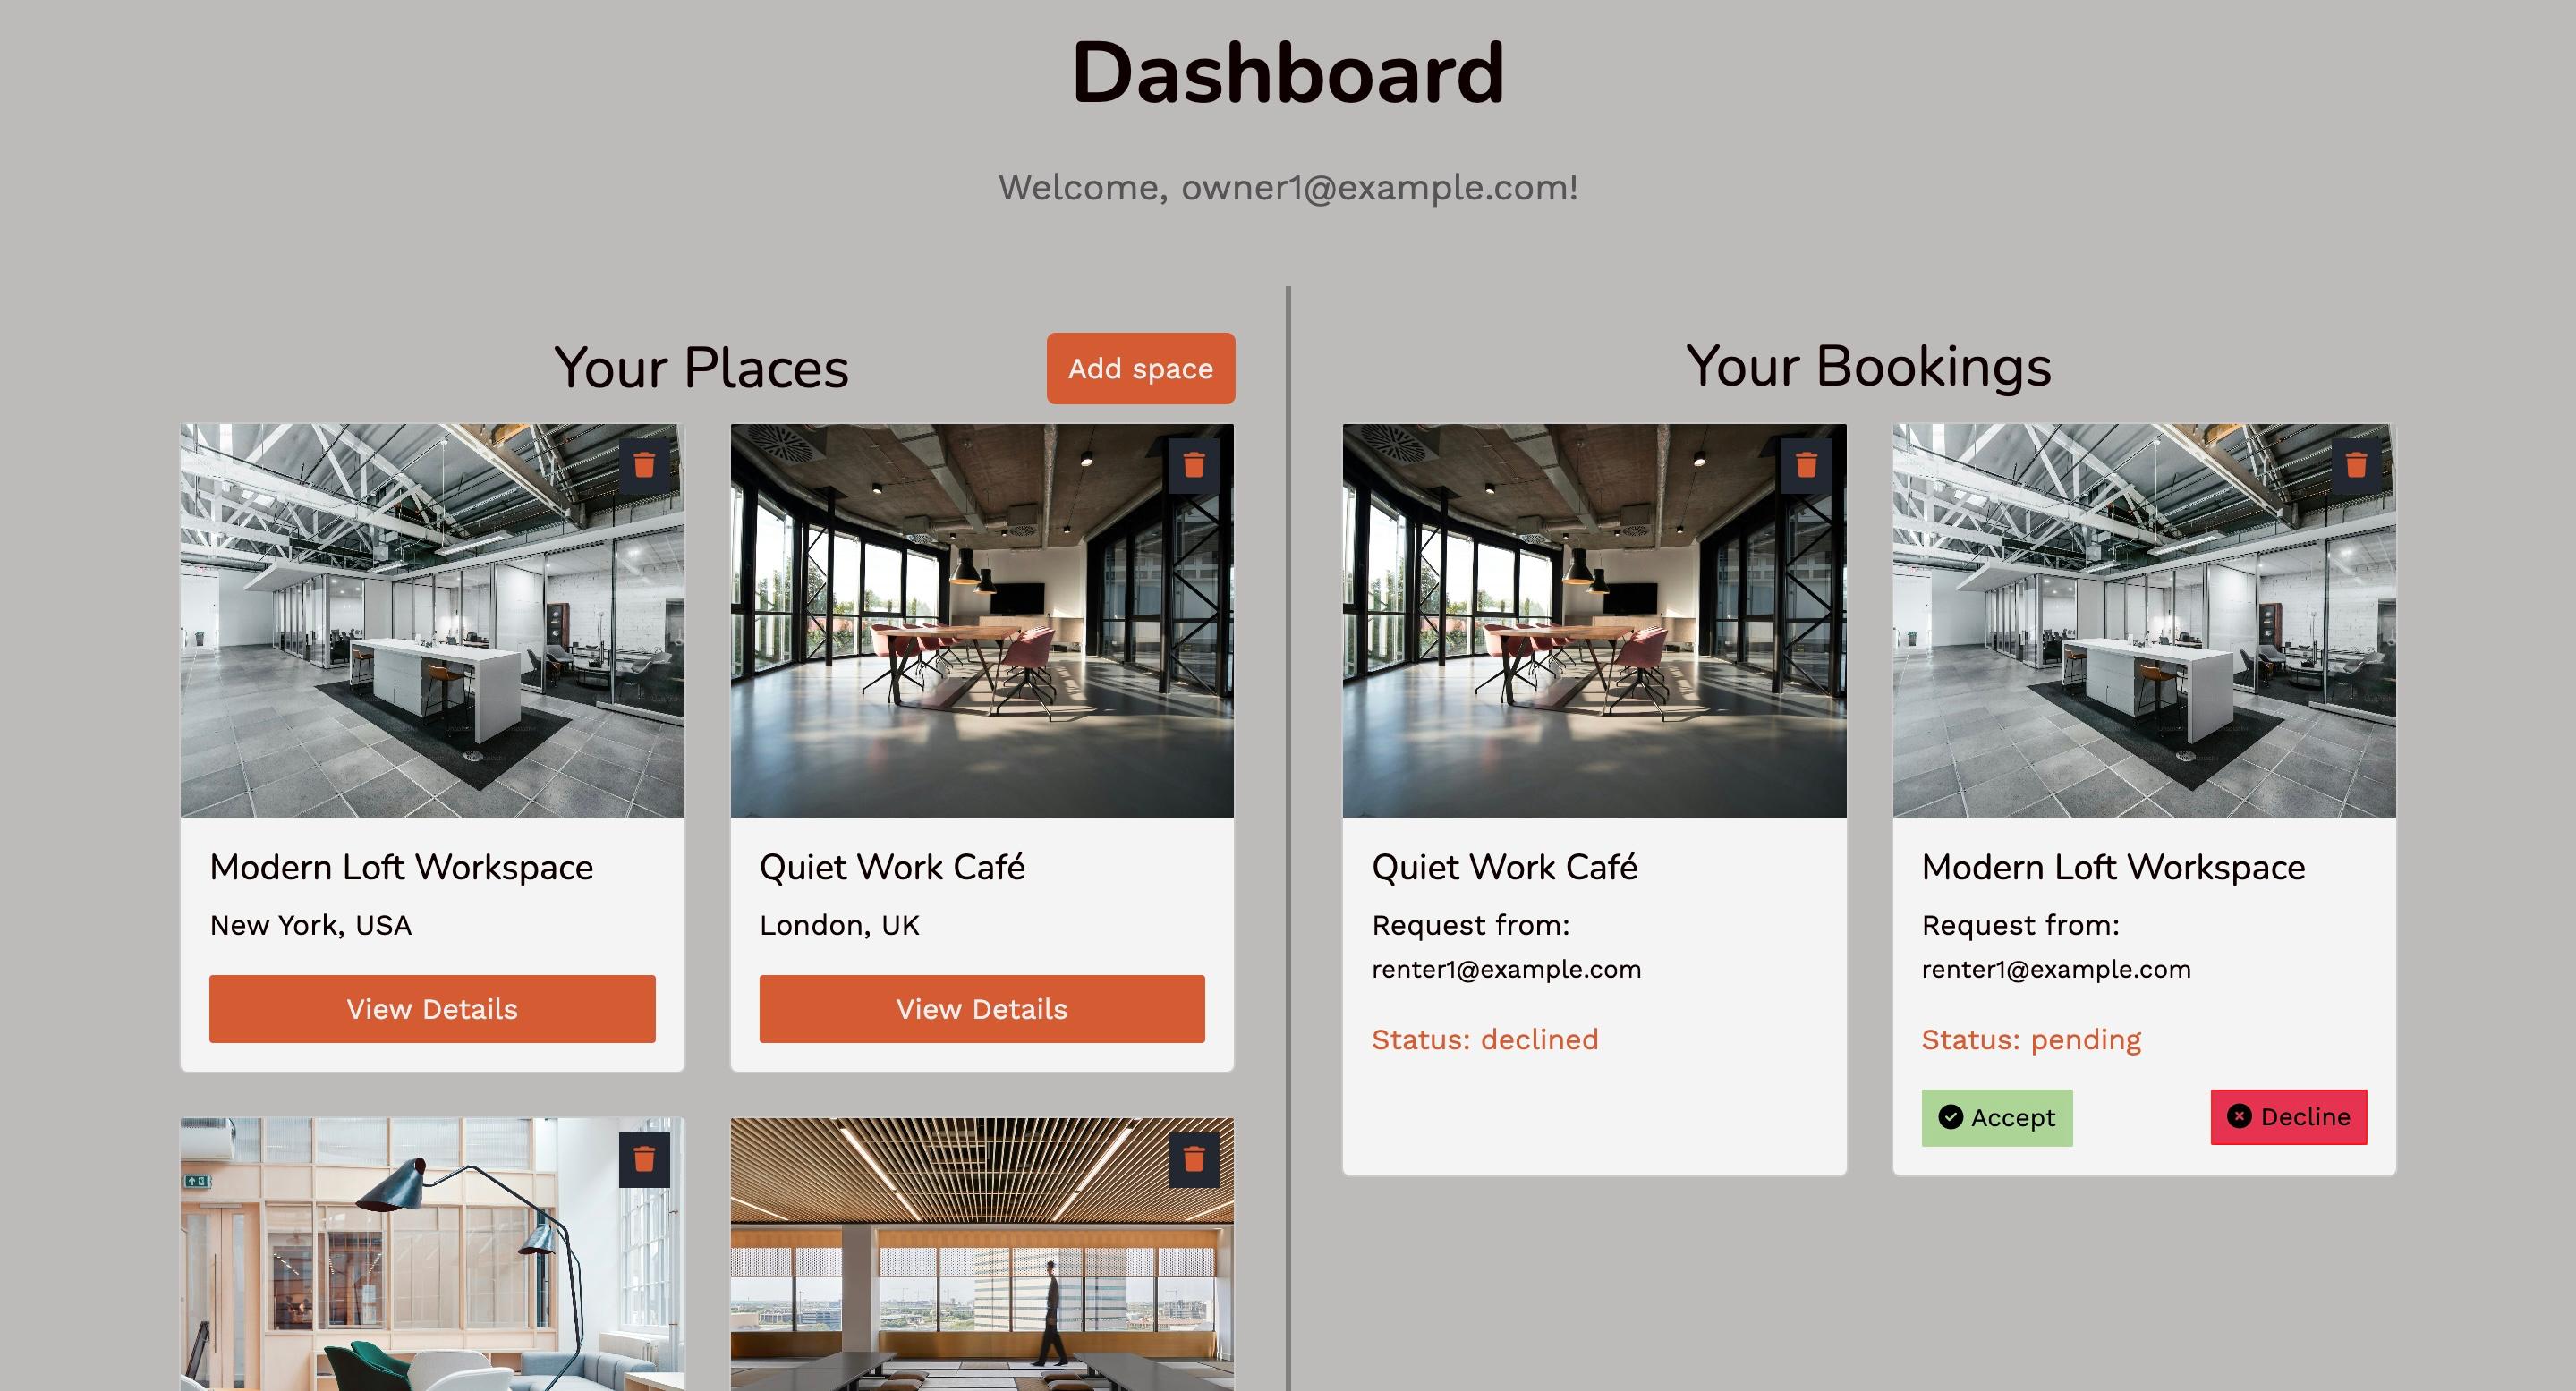 Dashboard
Welcome, owner1@example.com!
Your Places
Add space
Modern Loft Workspace
New York, USA
View Details
Quiet Work Café
London, UK
View Details
Your Bookings
Quiet Work Café
Request from:
renter1@example.com
Status: declined
Modern Loft Workspace
Request from:
renter1@example.com
Status: pending
Accept
Decline